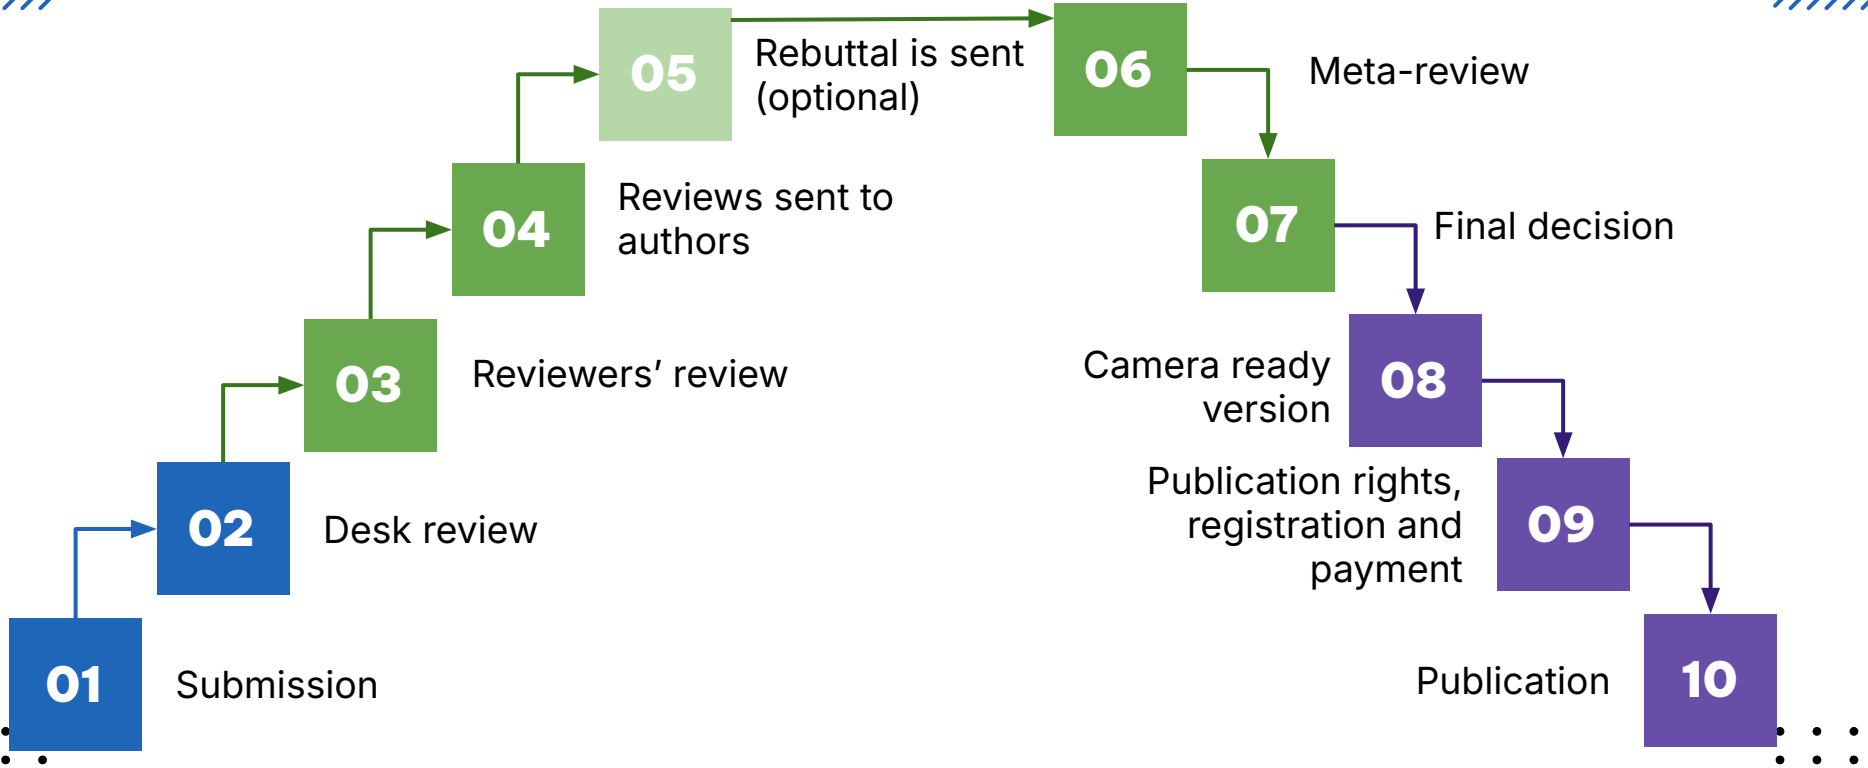 01
Submission
02
Desk review
03
Reviewers’ review
04
Reviews sent to
authors
05
Rebuttal is sent
(optional)
06
Meta-review
07
Final decision
08
Camera ready
version
09
Publication rights,
registration and
payment
10
Publication